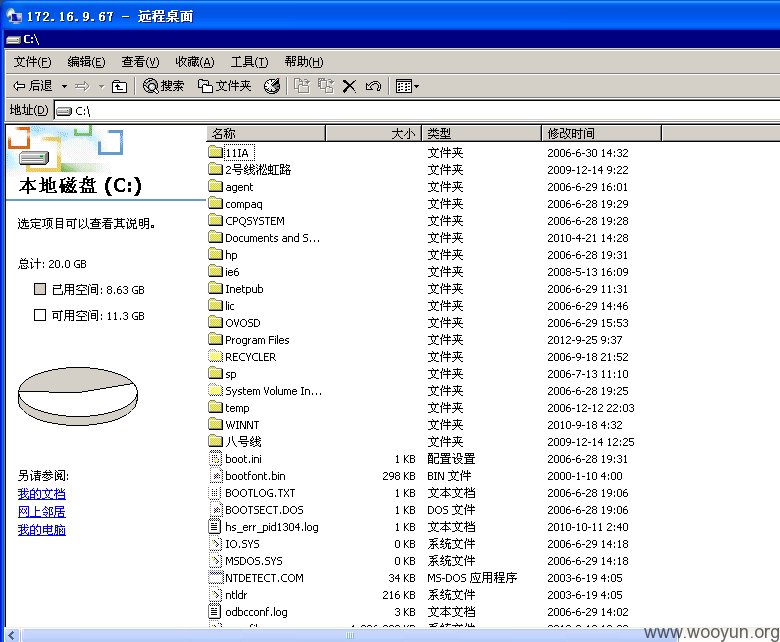 172.16.9.67 - 远程桌面
C:\
文件(F) 编辑(E) 查看(V) 收藏(A) 工具(T) 帮助(H)
后退 搜索 文件夹
地址(D) C:\
名称 大小 类型 修改时间
本地磁盘 (C:)
选定项目可以查看其说明。
总计: 20.0 GB
已用空间: 8.63 GB
可用空间: 11.3 GB
另请参阅:
我的文档
网上邻居
我的电脑
11IA 文件夹 2006-6-30 14:32
2号线淞虹路 文件夹 2009-12-14 9:22
agent 文件夹 2006-6-29 16:01
compaq 文件夹 2006-6-28 19:29
CPQSYSTEM 文件夹 2006-6-28 19:28
Documents and S... 文件夹 2010-4-21 14:28
hp 文件夹 2006-6-28 19:31
ie6 文件夹 2008-5-13 16:09
Inetpub 文件夹 2006-6-29 11:31
lic 文件夹 2006-6-29 14:46
OVOSD 文件夹 2006-6-29 15:53
Program Files 文件夹 2012-9-25 9:37
RECYCLER 文件夹 2006-9-18 21:52
sp 文件夹 2006-7-13 11:10
System Volume In... 文件夹 2006-6-28 19:25
temp 文件夹 2006-12-12 22:03
WINNT 文件夹 2010-9-18 4:32
八号线 文件夹 2009-12-14 12:25
boot.ini 1 KB 配置设置 2006-6-28 19:31
bootfont.bin 298 KB BIN 文件 2000-1-10 4:00
BOOTLOG.TXT 1 KB 文本文档 2006-6-28 19:06
BOOTSECT.DOS 1 KB DOS 文件 2006-6-28 19:06
hs_err_pid1304.log 1 KB 文本文档 2010-10-11 2:40
IO.SYS 0 KB 系统文件 2006-6-29 14:18
MSDOS.SYS 0 KB 系统文件 2006-6-29 14:18
NTDETECT.COM 34 KB MS-DOS 应用程序 2003-6-19 4:05
ntldr 216 KB 系统文件 2003-6-19 4:05
odbcconf.log 3 KB 文本文档 2006-6-29 14:02
www.wooyun.org